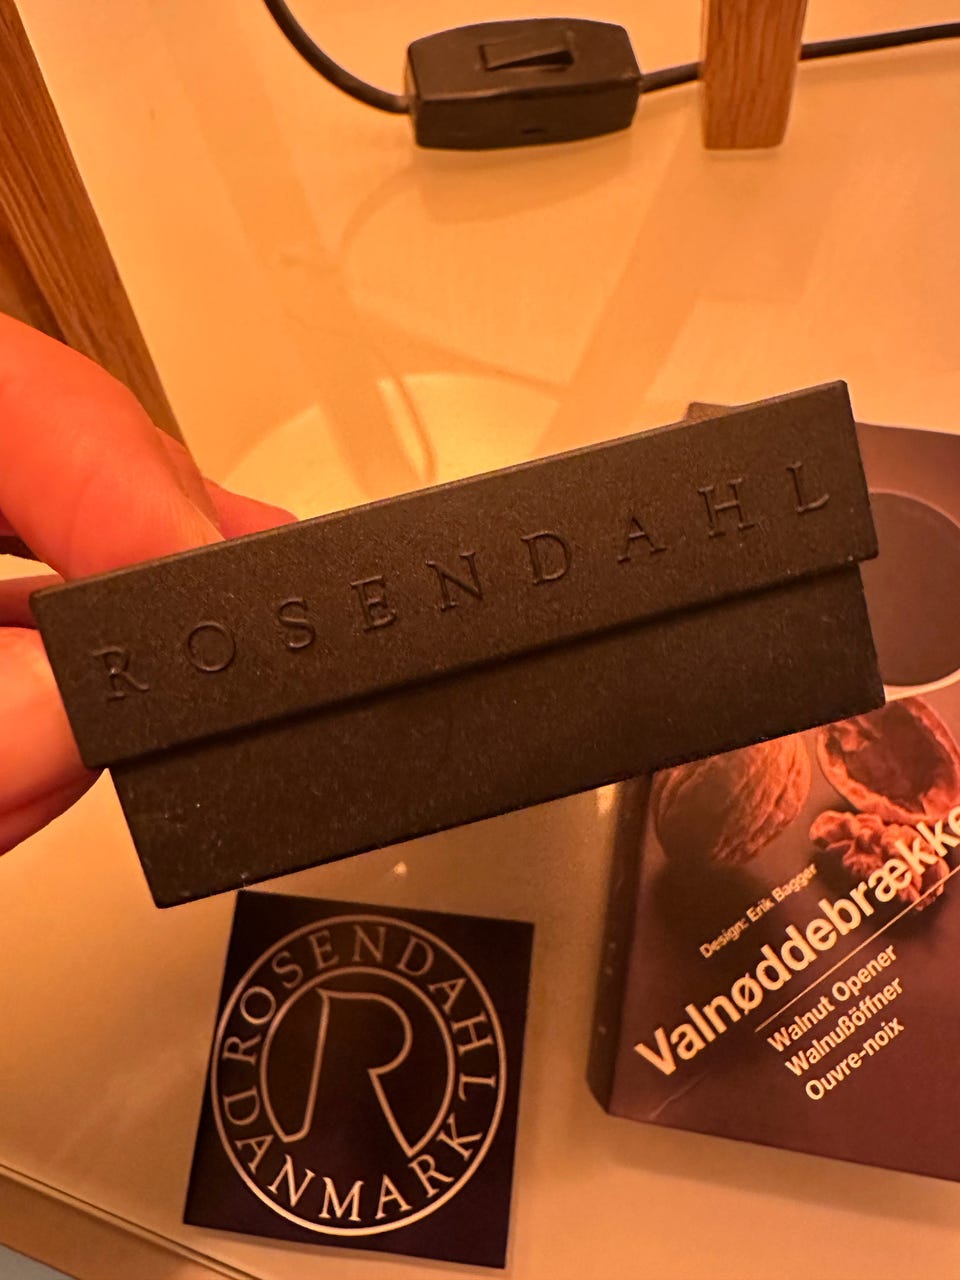 ROSENDAHL
ROSENDAHL
DANMARK
R
Design: Erik Bagger
Valnøddebrække
Walnut Opener
Walnußöffner
Ouvre-noix